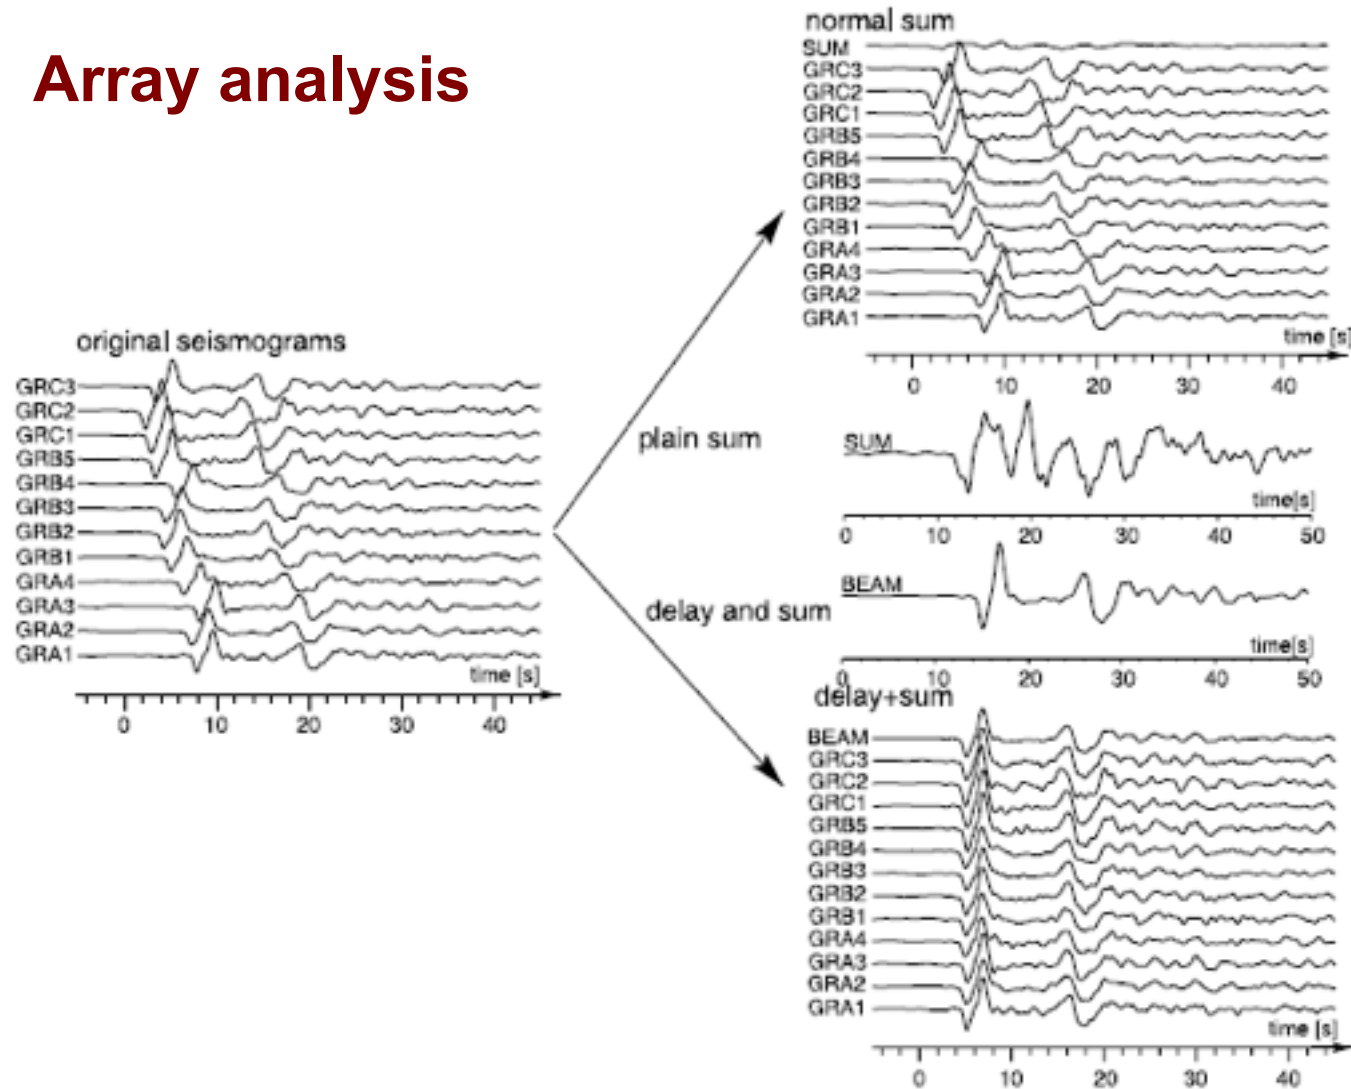 Array analysis
original seismograms
GRC3
GRC2
GRC1
GRB5
GRB4
GRB3
GRB2
GRB1
GRA4
GRA3
GRA2
GRA1
time [s]
0 10 20 30 40
plain sum
delay and sum
normal sum
SUM
GRC3
GRC2
GRC1
GRB5
GRB4
GRB3
GRB2
GRB1
GRA4
GRA3
GRA2
GRA1
time [s]
0 10 20 30 40
SUM
time[s]
0 10 20 30 40 50
BEAM
time[s]
0 10 20 30 40 50
delay+sum
BEAM
GRC3
GRC2
GRC1
GRB5
GRB4
GRB3
GRB2
GRB1
GRA4
GRA3
GRA2
GRA1
time [s]
0 10 20 30 40